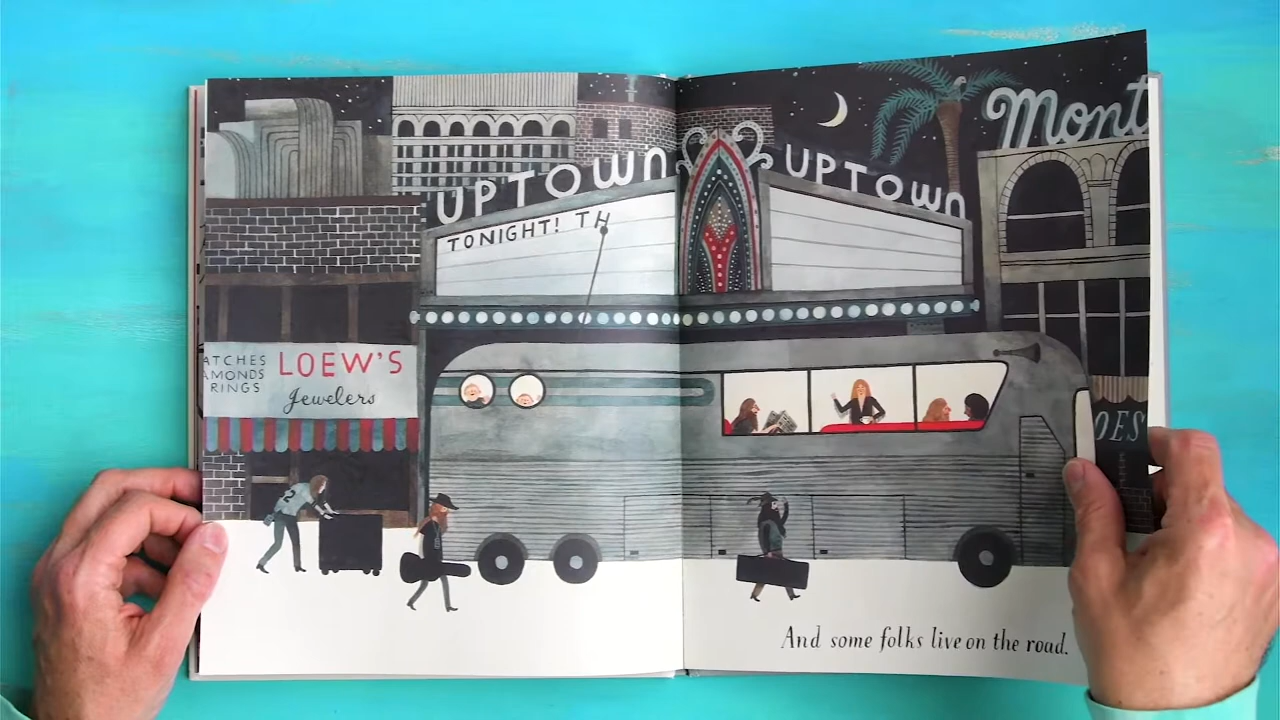 UPTOWN
TONIGHT! TH
UPTOWN
Mont
ATCHES
AMONDS
RINGS
LOEW'S
Jewelers
OES
2
And some folks live on the road.